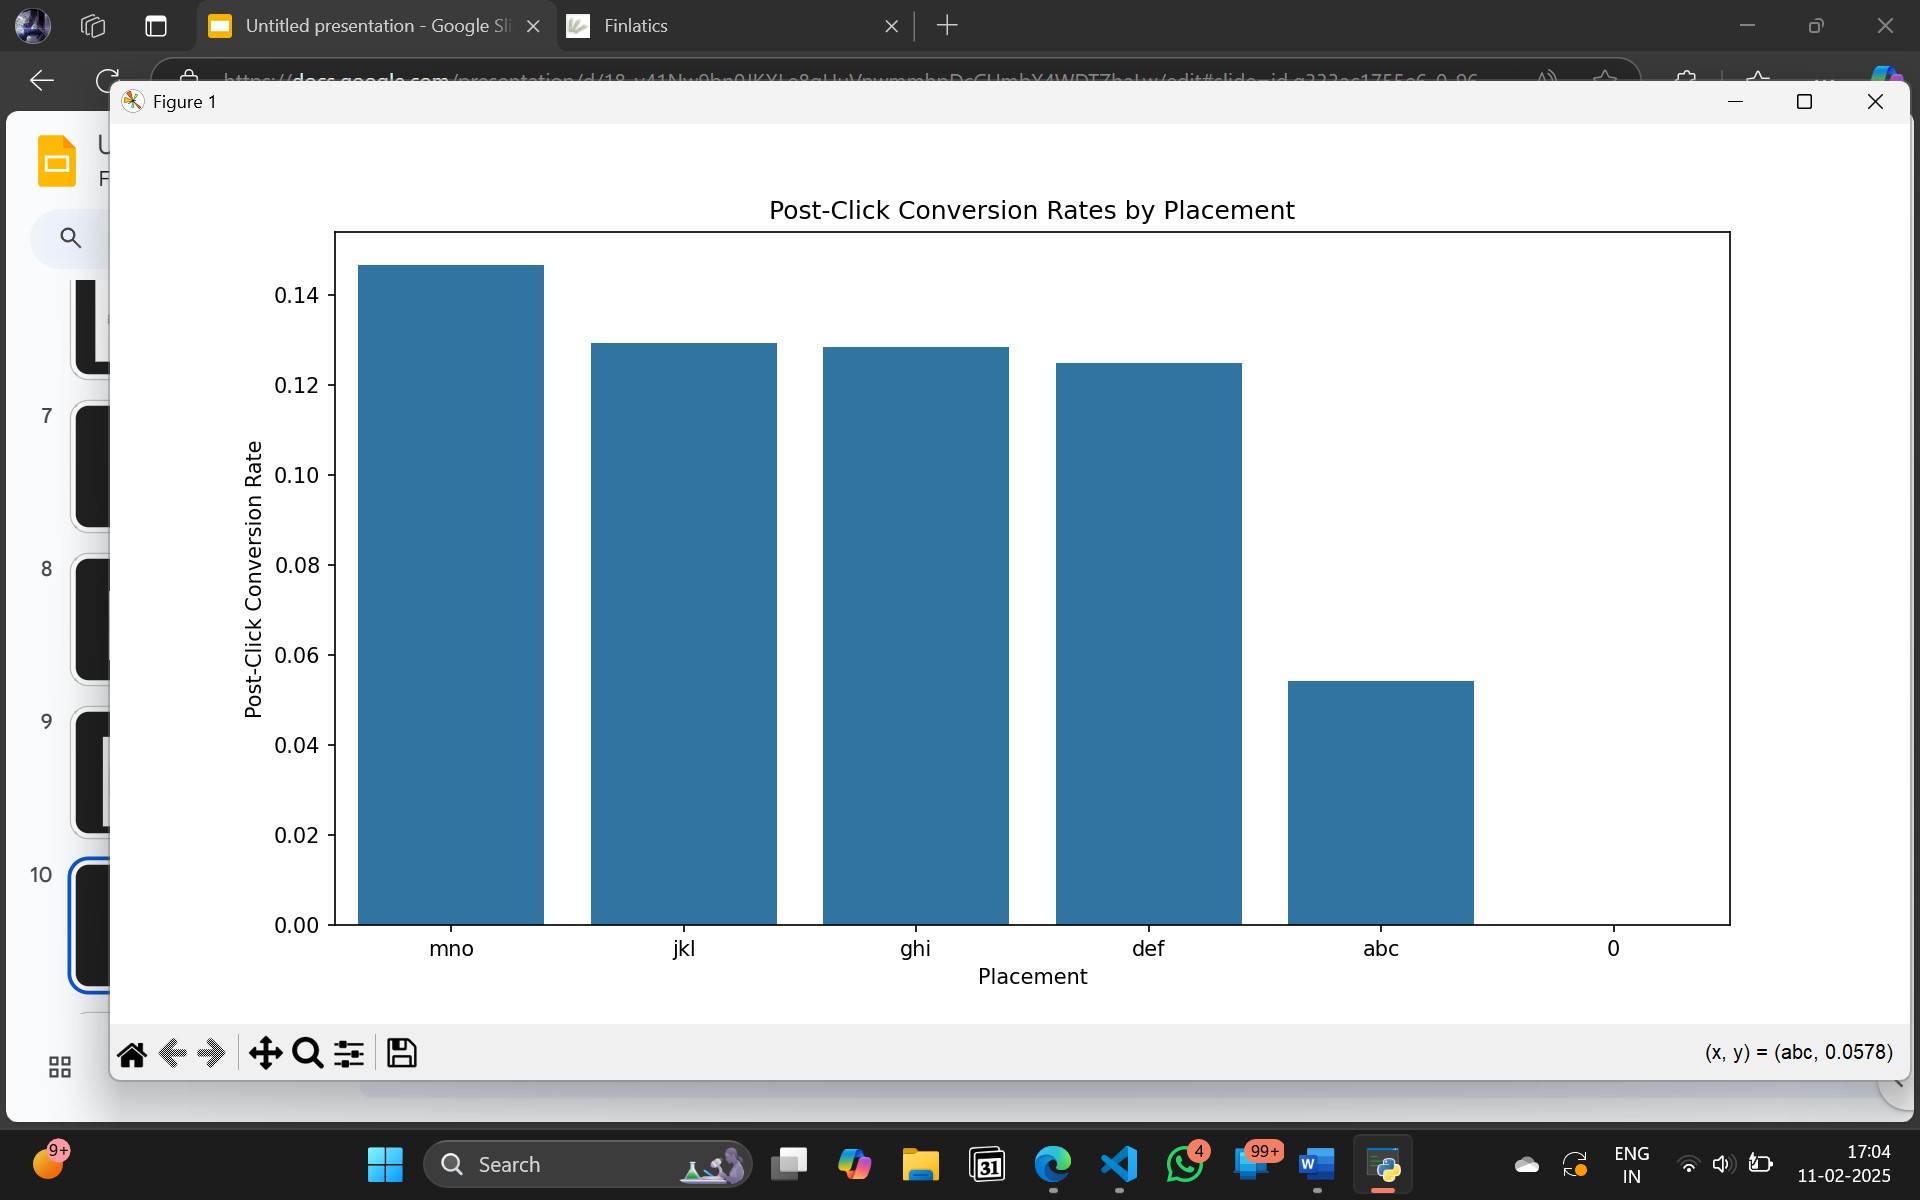 Untitled presentation - Google Sli
Finlatics
Figure 1
Post-Click Conversion Rates by Placement
0.14
0.12
0.10
0.08
0.06
0.04
0.02
0.00
Post-Click Conversion Rate
mno
jkl
ghi
def
abc
0
Placement
(x, y) = (abc, 0.0578)
7
8
9
10
9+
Search
31
4
99+
ENG
IN
17:04
11-02-2025